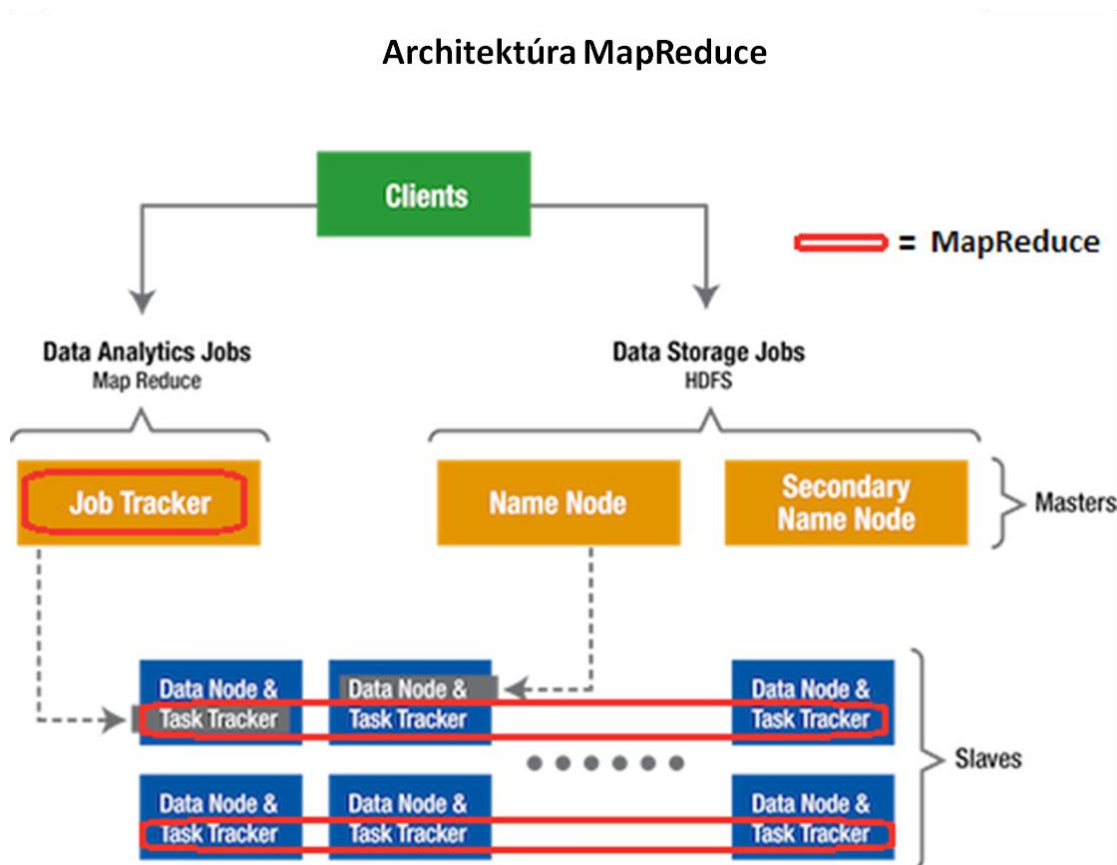 Architektúra MapReduce
Clients
= MapReduce
Data Analytics Jobs
Map Reduce
Data Storage Jobs
HDFS
Job Tracker
Name Node
Secondary
Name Node
Masters
Data Node &
Task Tracker
Data Node &
Task Tracker
Data Node &
Task Tracker
Slaves
Data Node &
Task Tracker
Data Node &
Task Tracker
Data Node &
Task Tracker